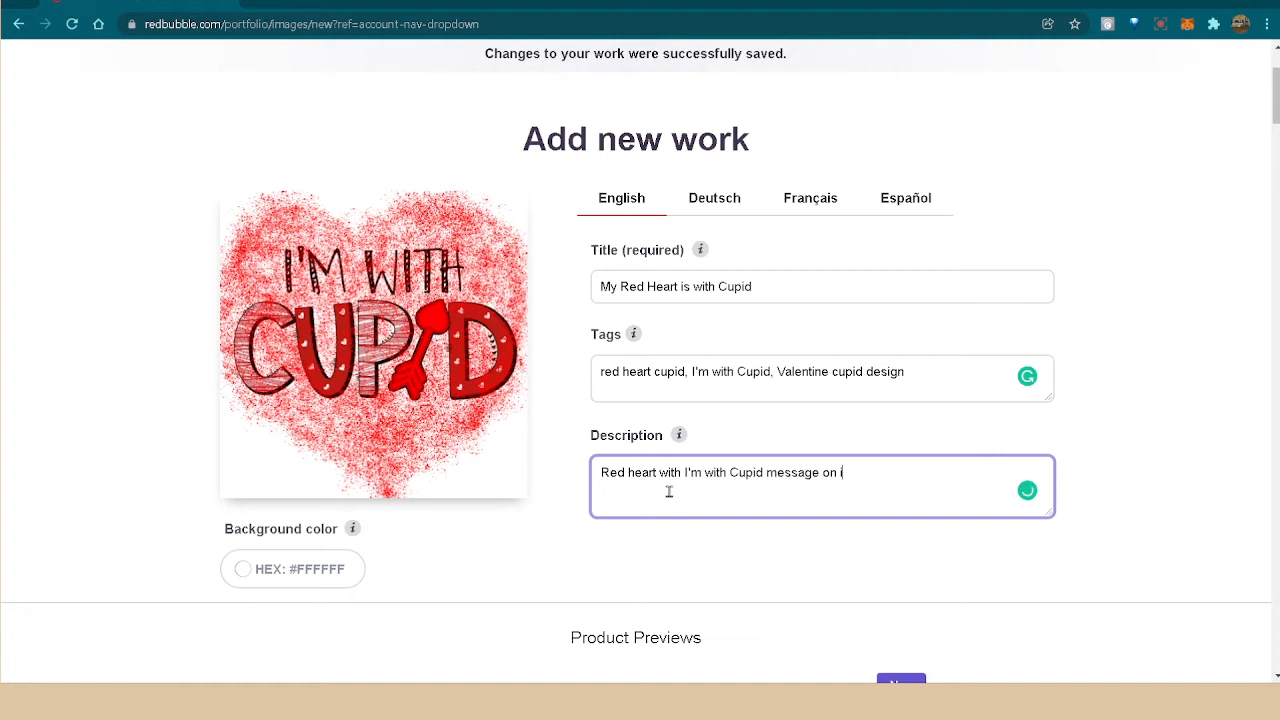 redbubble.com/portfolio/images/new?ref=account-nav-dropdown
Changes to your work were successfully saved.
Add new work
English Deutsch Français Español
I'M WITH
CUPID
Title (required)
My Red Heart is with Cupid
Tags
red heart cupid, I'm with Cupid, Valentine cupid design
Description
Red heart with I'm with Cupid message on i
Background color
HEX: #FFFFFF
Product Previews